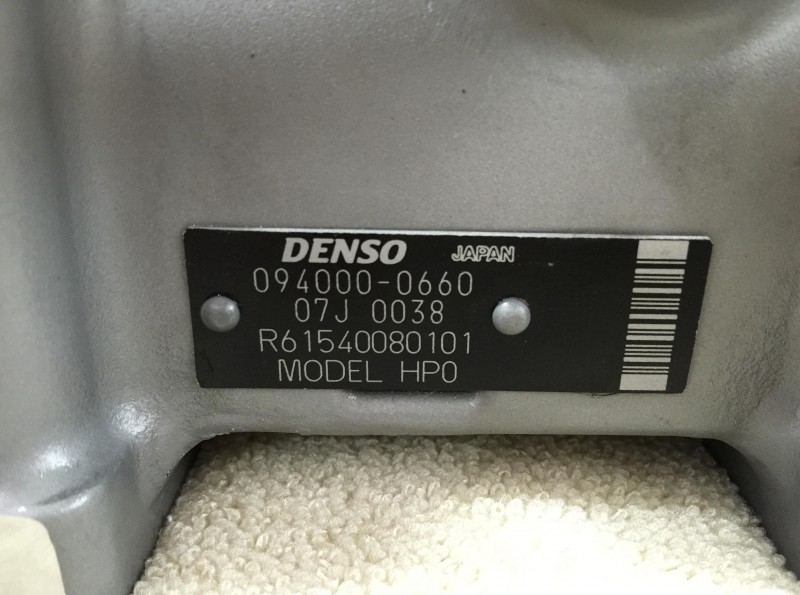 DENSO JAPAN
094000-0660
07J 0038
R61540080101
MODEL HP0